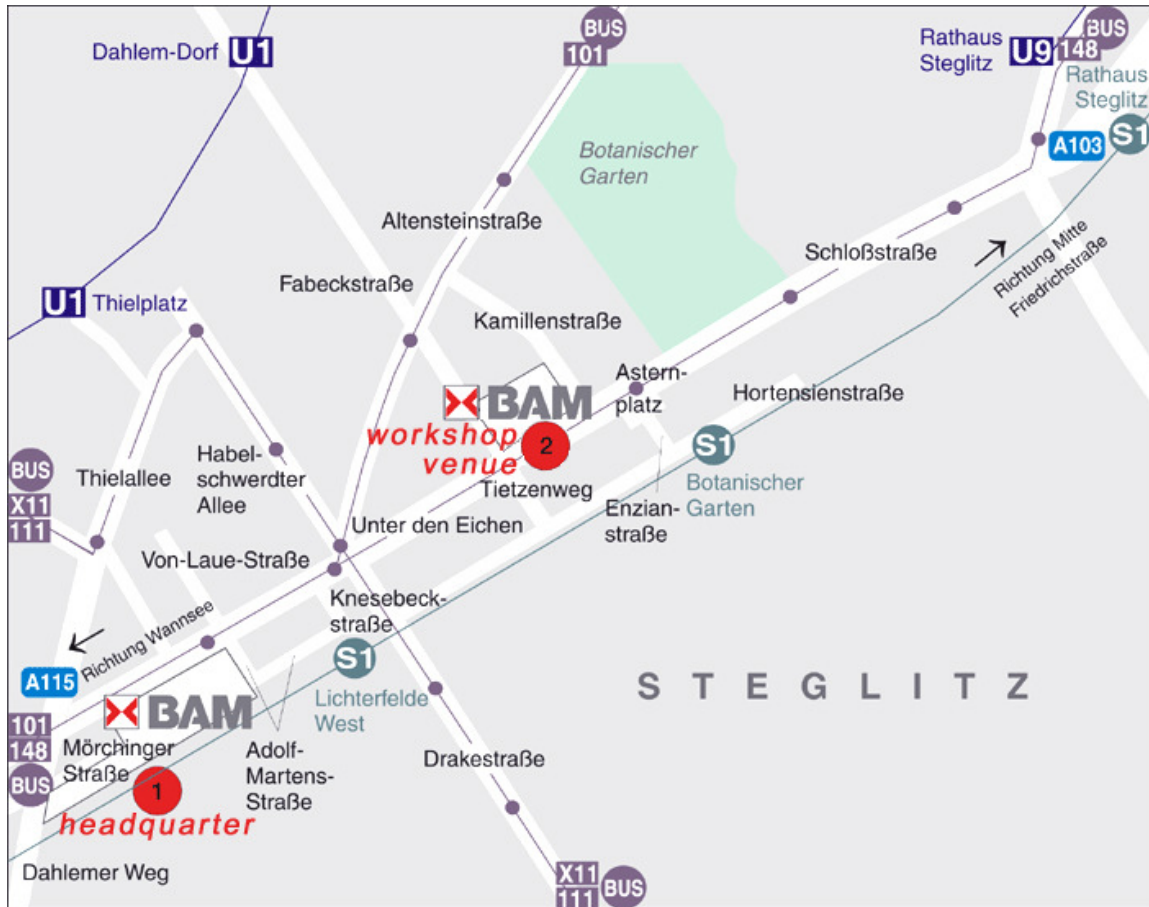 BUS
101
Dahlem-Dorf U1
Rathaus
Steglitz
U9
BUS
148
Rathaus
Steglitz
S1
A103
Botanischer
Garten
Altensteinstraße
Schloßstraße
Richtung Mitte
Friedrichstraße
Fabeckstraße
U1 Thielplatz
Kamillenstraße
Astern-
platz
Hortensienstraße
BAM
workshop
venue
2
S1
Botanischer
Garten
Tietzenweg
Enzian-
straße
BUS
X11
111
Thielallee
Habel-
schwerdter
Allee
Unter den Eichen
Von-Laue-Straße
Knesebeck-
straße
Richtung Wannsee
A115
S1
Lichterfelde
West
STEGLITZ
BAM
101
148
BUS
Mörchinger
Straße
1
headquarter
Adolf-
Martens-
Straße
Drakestraße
Dahlemer Weg
X11
111
BUS